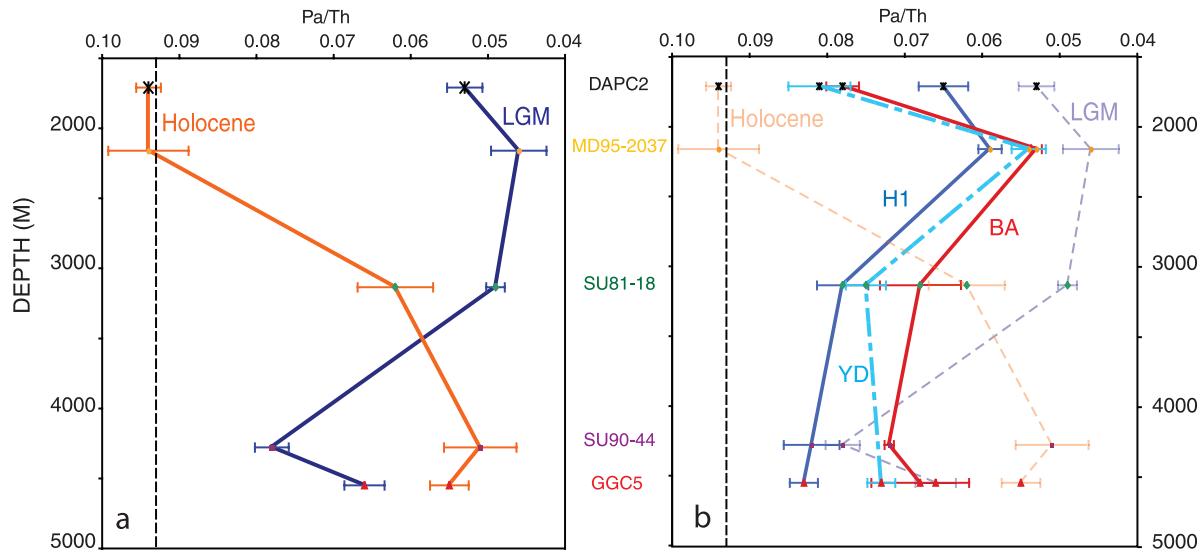 Pa/Th
Pa/Th
0.10 0.09 0.08 0.07 0.06 0.05 0.04
0.10 0.09 0.08 0.07 0.06 0.05 0.04
DAPC2
Holocene
LGM
Holocene
LGM
2000
2000
MD95-2037
H1
BA
DEPTH (M)
3000
SU81-18
3000
YD
4000
4000
SU90-44
GGC5
a
b
5000
5000